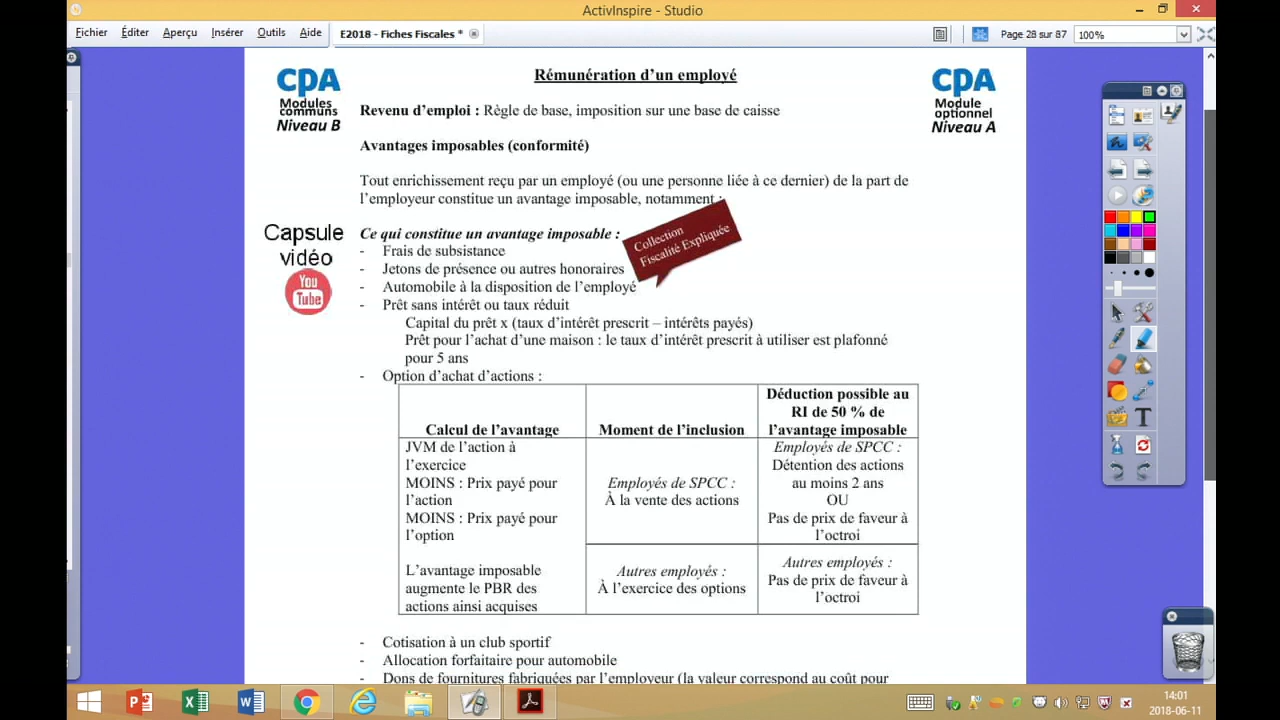 ActivInspire - Studio
Fichier Éditer Aperçu Insérer Outils Aide
E2018 - Fiches Fiscales *
Page 28 sur 87
100%
CPA
Modules
communs
Niveau B
Rémunération d'un employé
CPA
Module
optionnel
Niveau A
Revenu d'emploi : Règle de base, imposition sur une base de caisse
Avantages imposables (conformité)
Tout enrichissement reçu par un employé (ou une personne liée à ce dernier) de la part de
l'employeur constitue un avantage imposable, notamment :
Capsule
vidéo
You
Tube
Collection
Fiscalité Expliquée
Ce qui constitue un avantage imposable :
- Frais de subsistance
- Jetons de présence ou autres honoraires
- Automobile à la disposition de l'employé
- Prêt sans intérêt ou taux réduit
Capital du prêt x (taux d'intérêt prescrit – intérêts payés)
Prêt pour l'achat d'une maison : le taux d'intérêt prescrit à utiliser est plafonné
pour 5 ans
- Option d'achat d'actions :
Calcul de l'avantage
Moment de l'inclusion
Déduction possible au
RI de 50 % de
l'avantage imposable
JVM de l'action à
l'exercice
MOINS : Prix payé pour
l'action
MOINS : Prix payé pour
l'option
L'avantage imposable
augmente le PBR des
actions ainsi acquises
Employés de SPCC :
À la vente des actions
Employés de SPCC :
Détention des actions
au moins 2 ans
OU
Pas de prix de faveur à
l'octroi
Autres employés :
À l'exercice des options
Autres employés :
Pas de prix de faveur à
l'octroi
- Cotisation à un club sportif
- Allocation forfaitaire pour automobile
- Dons de fournitures fabriquées par l'employeur (la valeur correspond au coût pour
14:01
2018-06-11